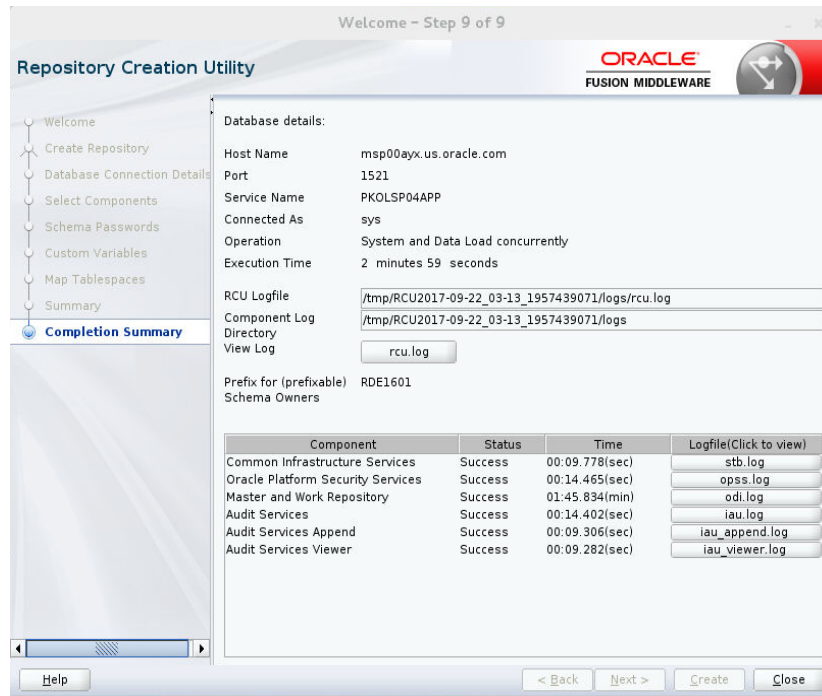 Welcome – Step 9 of 9
Repository Creation Utility
ORACLE
FUSION MIDDLEWARE
Welcome
Create Repository
Database Connection Details
Select Components
Schema Passwords
Custom Variables
Map Tablespaces
Summary
Completion Summary
Database details:
Host Name msp00ayx.us.oracle.com
Port 1521
Service Name PKOLSP04APP
Connected As sys
Operation System and Data Load concurrently
Execution Time 2 minutes 59 seconds
RCU Logfile /tmp/RCU2017-09-22_03-13_1957439071/logs/rcu.log
Component Log /tmp/RCU2017-09-22_03-13_1957439071/logs
Directory
View Log rcu.log
Prefix for (prefixable) RDE1601
Schema Owners
Component Status Time Logfile(Click to view)
Common Infrastructure Services Success 00:09.778(sec) stb.log
Oracle Platform Security Services Success 00:14.465(sec) opss.log
Master and Work Repository Success 01:45.834(min) odi.log
Audit Services Success 00:14.402(sec) iau.log
Audit Services Append Success 00:09.306(sec) iau_append.log
Audit Services Viewer Success 00:09.282(sec) iau_viewer.log
Help < Back Next > Create Close